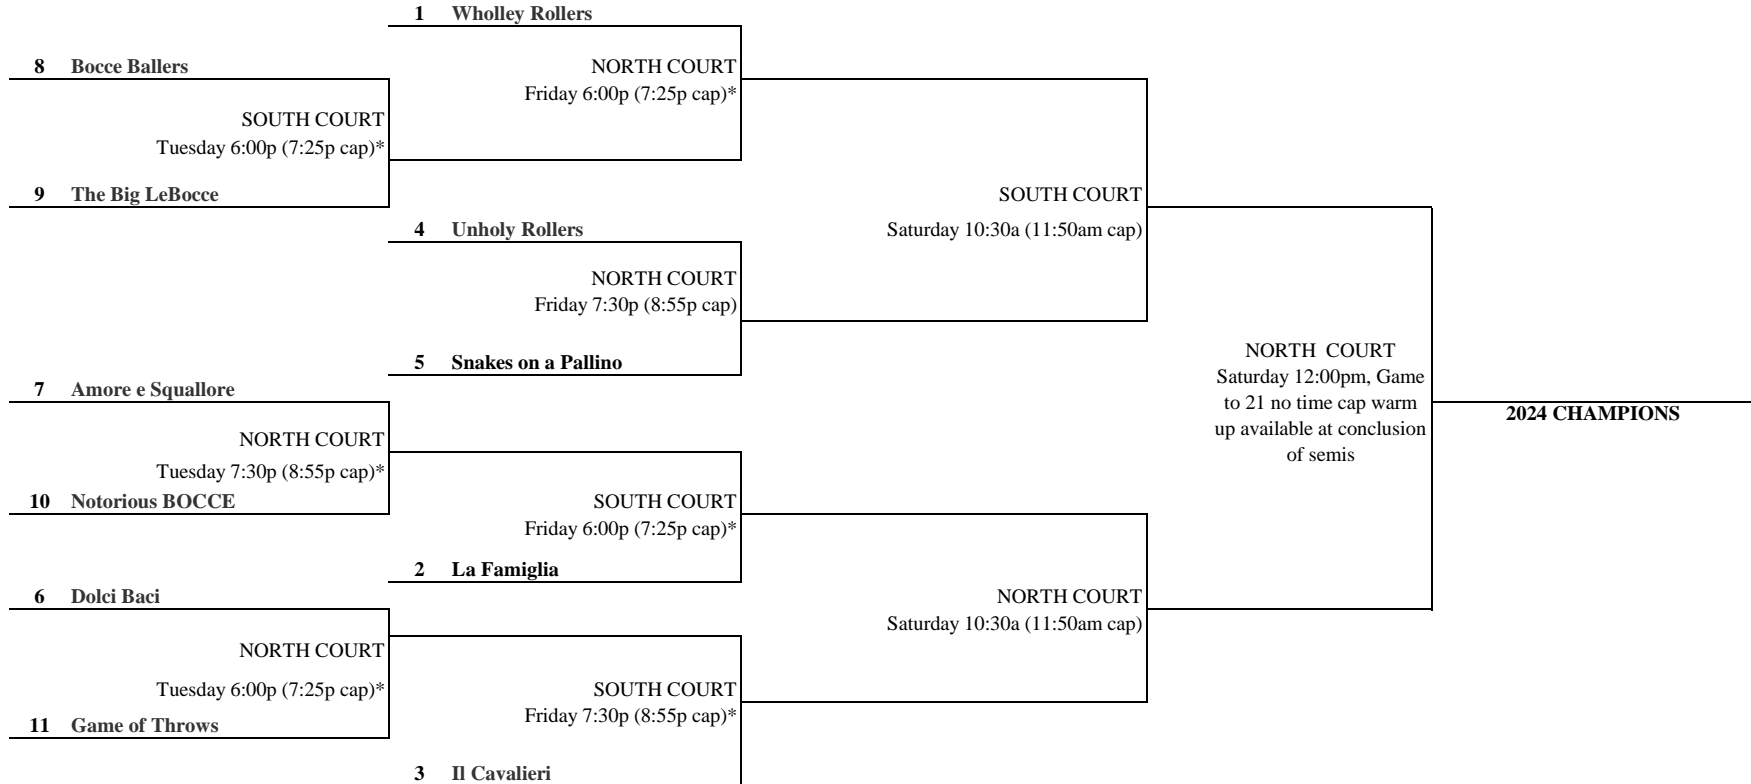 1 Wholley Rollers
8 Bocce Ballers
NORTH COURT
Friday 6:00p (7:25p cap)*
SOUTH COURT
Tuesday 6:00p (7:25p cap)*
9 The Big LeBocce
SOUTH COURT
4 Unholy Rollers
Saturday 10:30a (11:50am cap)
NORTH COURT
Friday 7:30p (8:55p cap)
NORTH COURT
Saturday 12:00pm, Game
to 21 no time cap warm
up available at conclusion
of semis
5 Snakes on a Pallino
7 Amore e Squallore
2024 CHAMPIONS
NORTH COURT
Tuesday 7:30p (8:55p cap)*
10 Notorious BOCCE
SOUTH COURT
Friday 6:00p (7:25p cap)*
2 La Famiglia
6 Dolci Baci
NORTH COURT
Saturday 10:30a (11:50am cap)
NORTH COURT
Tuesday 6:00p (7:25p cap)*
SOUTH COURT
Friday 7:30p (8:55p cap)*
11 Game of Throws
3 Il Cavalieri